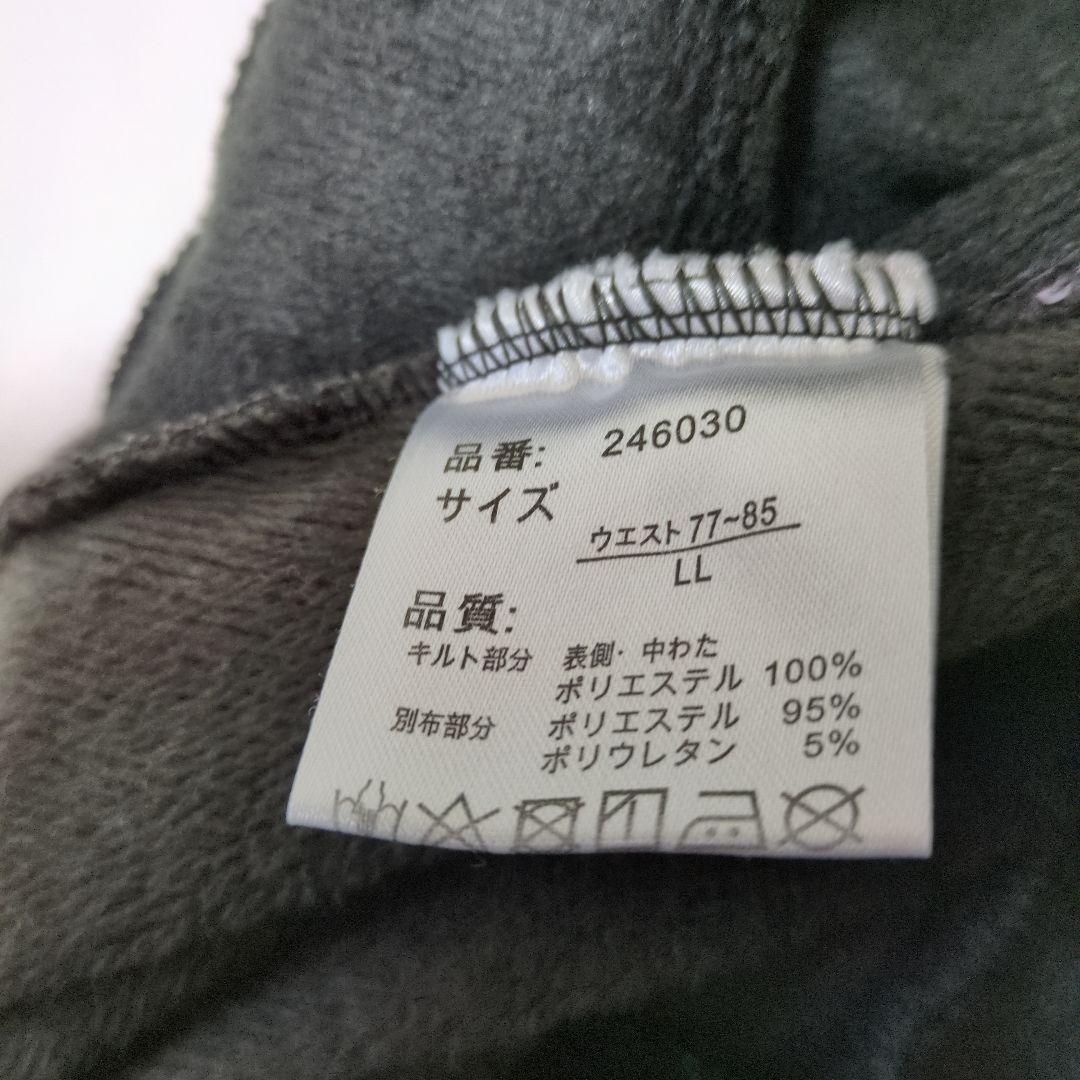 品番: 246030
サイズ
ウエスト 77~85
LL
品質:
キルト部分 表側・中わた
ポリエステル 100%
別布部分 ポリエステル 95%
ポリウレタン 5%